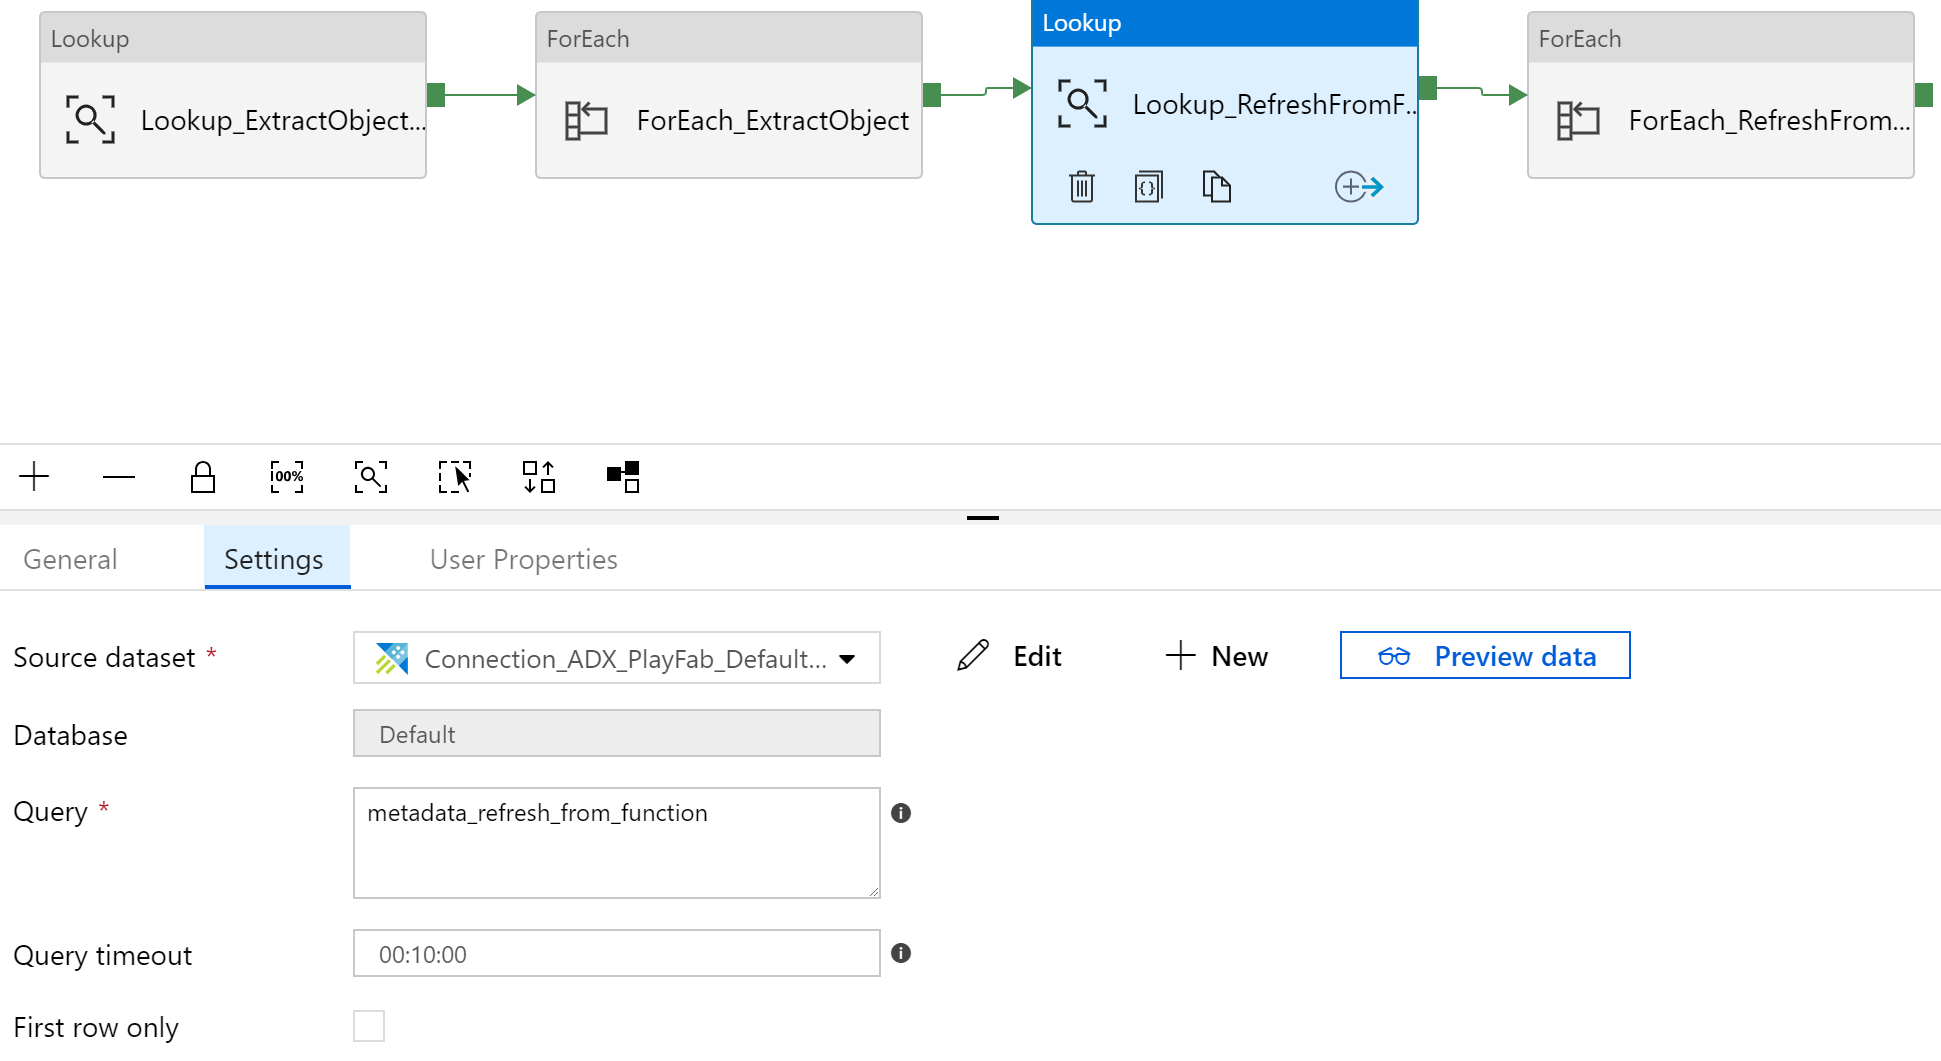 Lookup
Lookup_ExtractObject...
ForEach
ForEach_ExtractObject
Lookup
Lookup_RefreshFromF...
ForEach
ForEach_RefreshFrom...
00%
General
Settings
User Properties
Source dataset *
Connection_ADX_PlayFab_Default...
Edit
New
Preview data
Database
Default
Query *
metadata_refresh_from_function
Query timeout
00:10:00
First row only